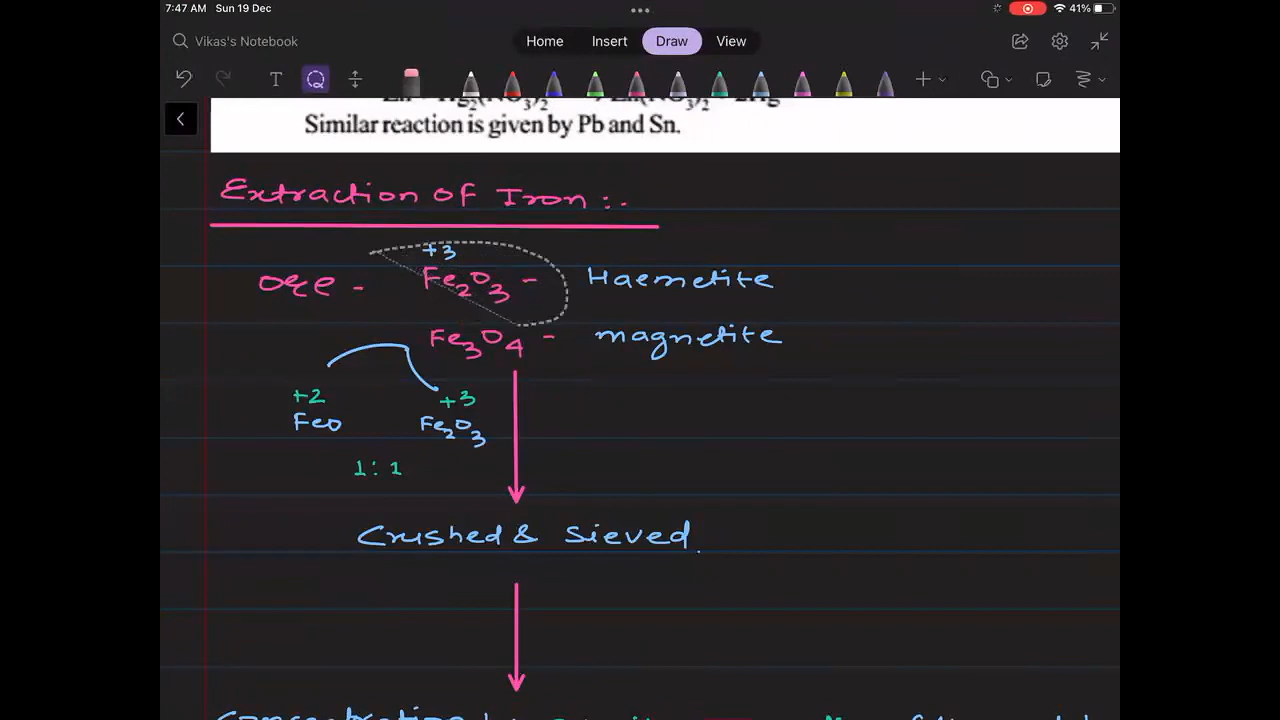 7:47 AM Sun 19 Dec
41%
Vikas's Notebook
Home Insert Draw View
Similar reaction is given by Pb and Sn.
Extraction of Iron :-
+3
Ore - Fe2O3 - Haemetite
Fe3O4 - magnetite
+2 +3
FeO Fe2O3
1 : 1
Crushed & Sieved.